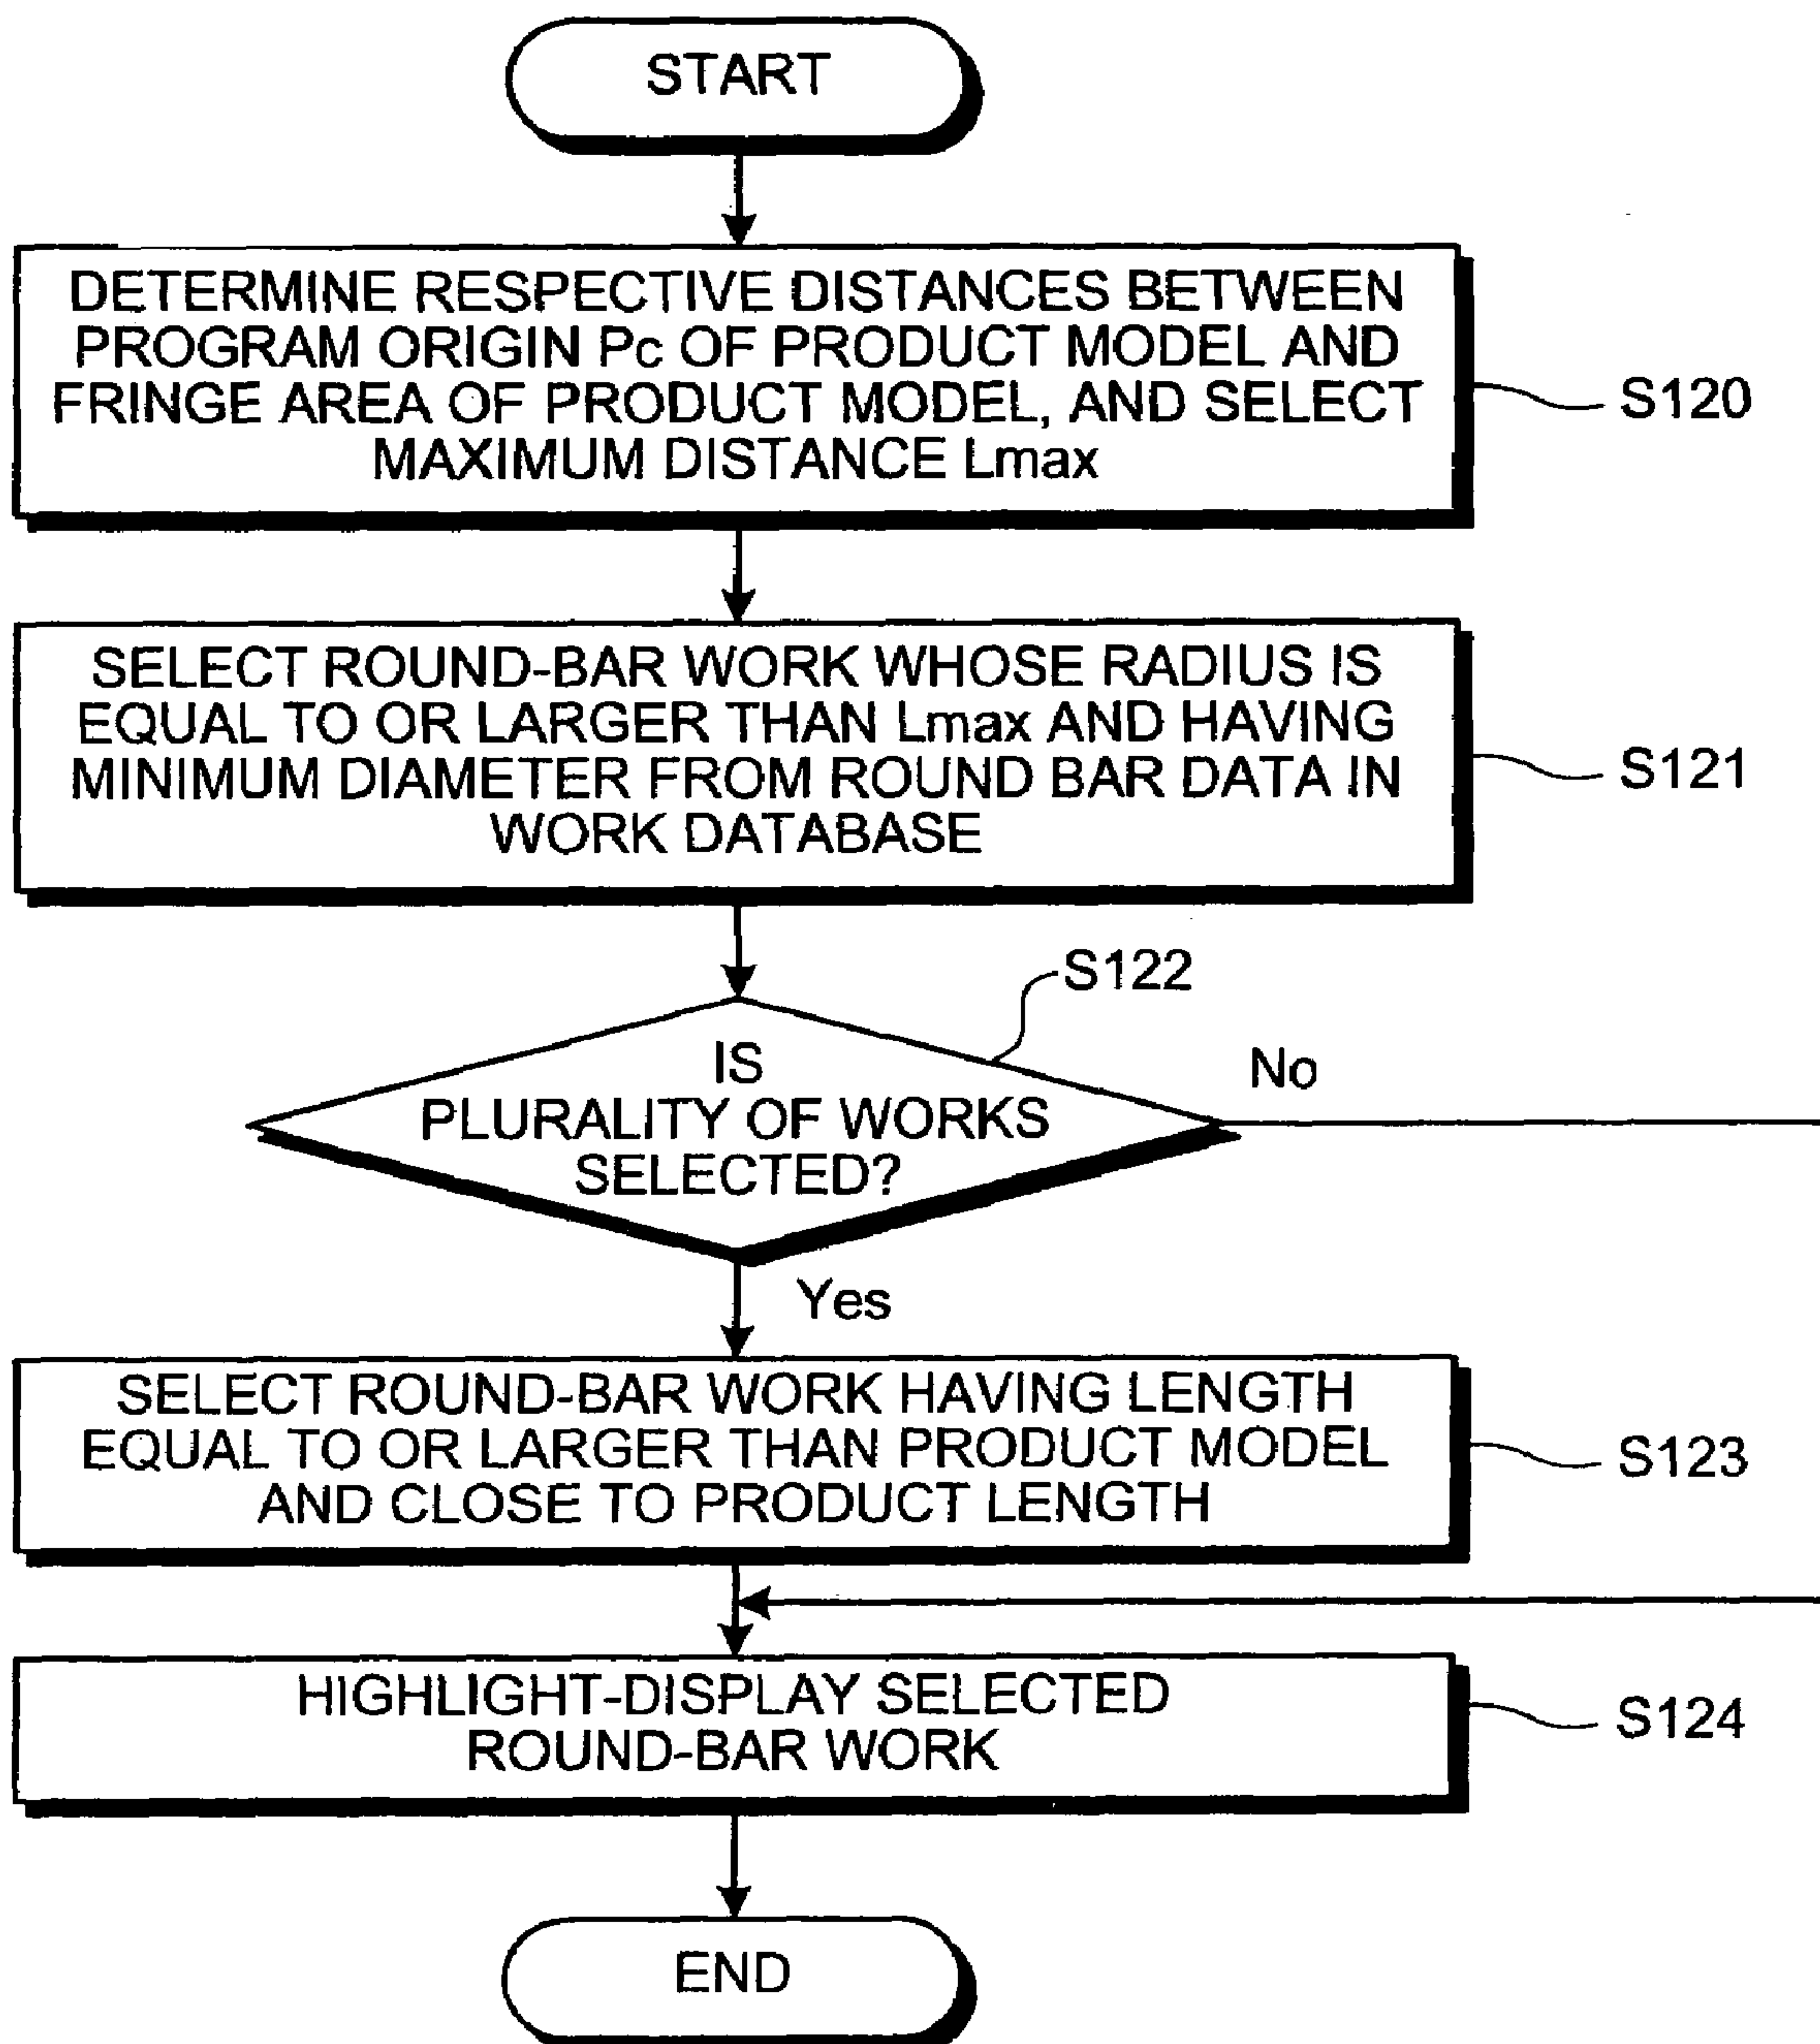 START
DETERMINE RESPECTIVE DISTANCES BETWEEN
PROGRAM ORIGIN Pc OF PRODUCT MODEL AND
FRINGE AREA OF PRODUCT MODEL, AND SELECT
MAXIMUM DISTANCE Lmax
S120
SELECT ROUND-BAR WORK WHOSE RADIUS IS
EQUAL TO OR LARGER THAN Lmax AND HAVING
MINIMUM DIAMETER FROM ROUND BAR DATA IN
WORK DATABASE
S121
S122
IS
PLURALITY OF WORKS
SELECTED?
No
Yes
SELECT ROUND-BAR WORK HAVING LENGTH
EQUAL TO OR LARGER THAN PRODUCT MODEL
AND CLOSE TO PRODUCT LENGTH
S123
HIGHLIGHT-DISPLAY SELECTED
ROUND-BAR WORK
S124
END